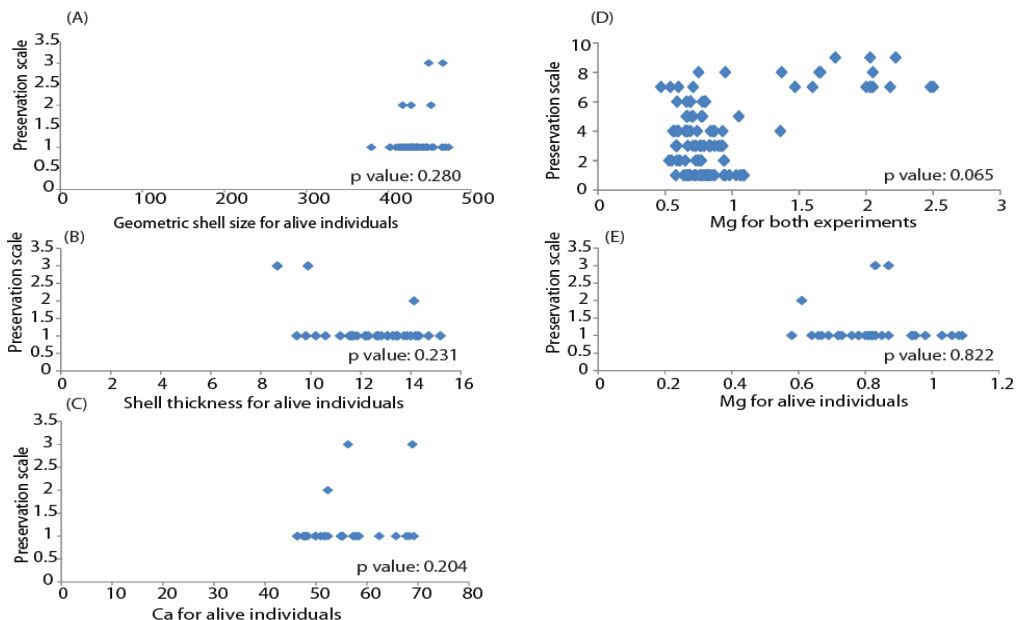 (A)
Preservation scale
3.5
3
2.5
2
1.5
1
0.5
0
p value: 0.280
0 100 200 300 400 500
Geometric shell size for alive individuals
(B)
Preservation scale
3.5
3
2.5
2
1.5
1
0.5
0
p value: 0.231
0 2 4 6 8 10 12 14 16
Shell thickness for alive individuals
(C)
Preservation scale
3.5
3
2.5
2
1.5
1
0.5
0
p value: 0.204
0 10 20 30 40 50 60 70 80
Ca for alive individuals
(D)
Preservation scale
10
8
6
4
2
0
p value: 0.065
0 0.5 1 1.5 2 2.5 3
Mg for both experiments
(E)
Preservation scale
3.5
3
2.5
2
1.5
1
0.5
0
p value: 0.822
0 0.2 0.4 0.6 0.8 1 1.2
Mg for alive individuals